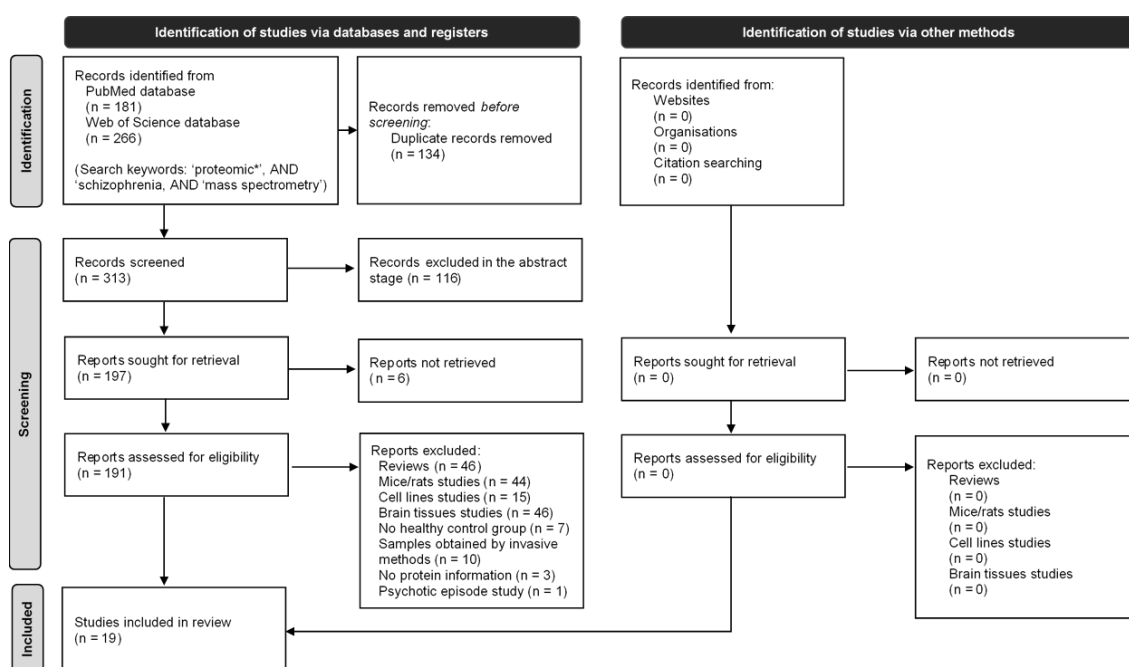 Identification of studies via databases and registers
Identification of studies via other methods
Identification
Records identified from
PubMed database
(n = 181)
Web of Science database
(n = 266)
(Search keywords: ‘proteomic*’, AND
‘schizophrenia, AND ‘mass spectrometry’)
Records removed before
screening:
Duplicate records removed
(n = 134)
Records identified from:
Websites
(n = 0)
Organisations
(n = 0)
Citation searching
(n = 0)
Screening
Records screened
(n = 313)
Records excluded in the abstract
stage (n = 116)
Reports sought for retrieval
(n = 197)
Reports not retrieved
(n = 6)
Reports sought for retrieval
(n = 0)
Reports not retrieved
(n = 0)
Reports assessed for eligibility
(n = 191)
Reports excluded:
Reviews (n = 46)
Mice/rats studies (n = 44)
Cell lines studies (n = 15)
Brain tissues studies (n = 46)
No healthy control group (n = 7)
Samples obtained by invasive
methods (n = 10)
No protein information (n = 3)
Psychotic episode study (n = 1)
Reports assessed for eligibility
(n = 0)
Reports excluded:
Reviews
(n = 0)
Mice/rats studies
(n = 0)
Cell lines studies
(n = 0)
Brain tissues studies
(n = 0)
Included
Studies included in review
(n = 19)